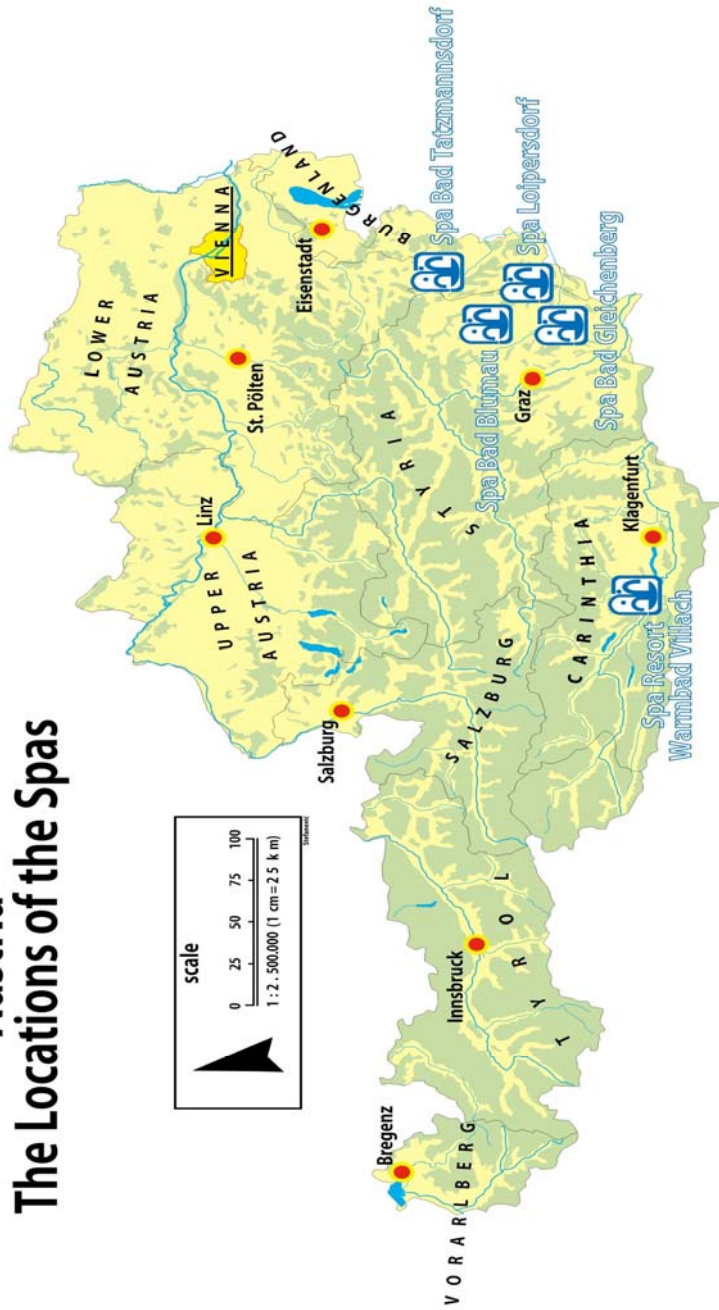 Austria
The Locations of the Spas
scale
0 25 50 75 100
1:2.500.000 (1 cm=25 km)
LOWER
AUSTRIA
VIENNA
Linz
St. Pölten
UPPER
AUSTRIA
Eisenstadt
BURGENLAND
Salzburg
Bregenz
VORARLBERG
Innsbruck
TYROL
SALZBURG
STYRIA
Spa Bad Tatzmannsdorf
Spa Bad Blumau
Spa Loipersdorf
Graz
Spa Bad Gleichenberg
CARINTHIA
Klagenfurt
Spa Resort
Warmbad Villach